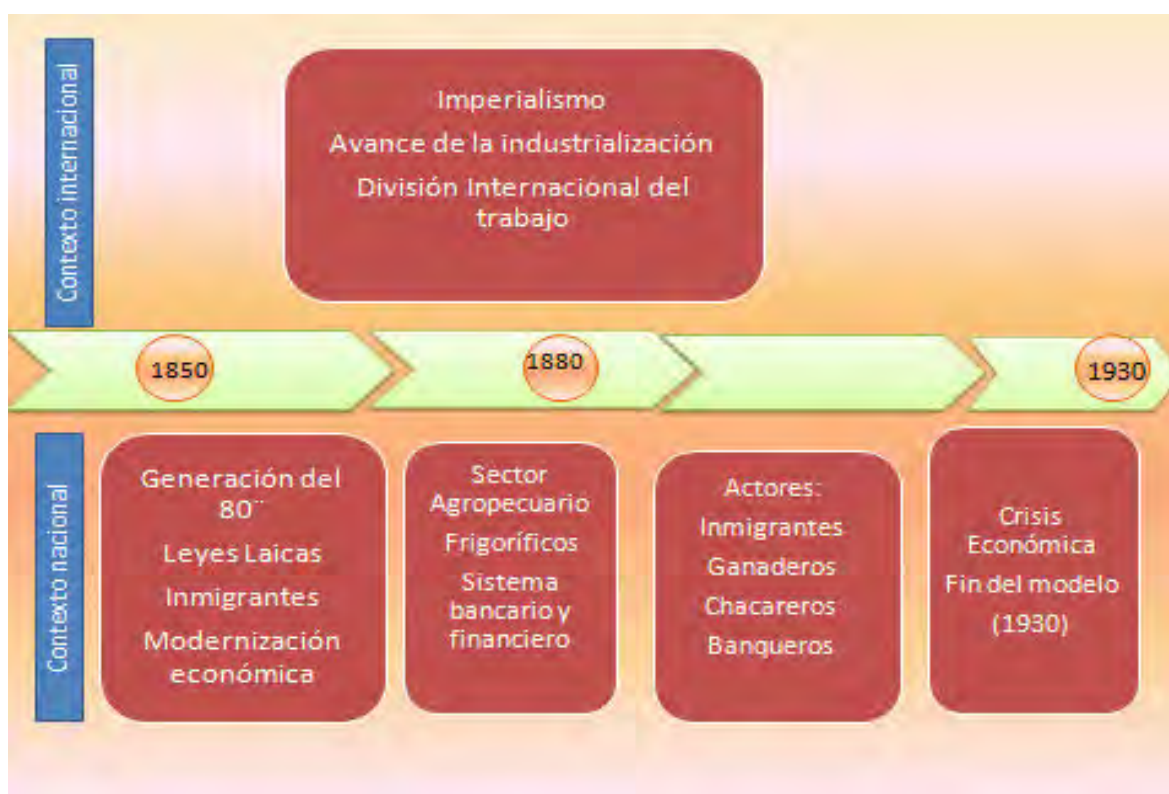 Contexto internacional
Imperialismo
Avance de la industrialización
División Internacional del
trabajo
1850
1880
1930
Contexto nacional
Generación del
80¨
Leyes Laicas
Inmigrantes
Modernización
económica
Sector
Agropecuario
Frigoríficos
Sistema
bancario y
financiero
Actores:
Inmigrantes
Ganaderos
Chacareros
Banqueros
Crisis
Económica
Fin del modelo
(1930)